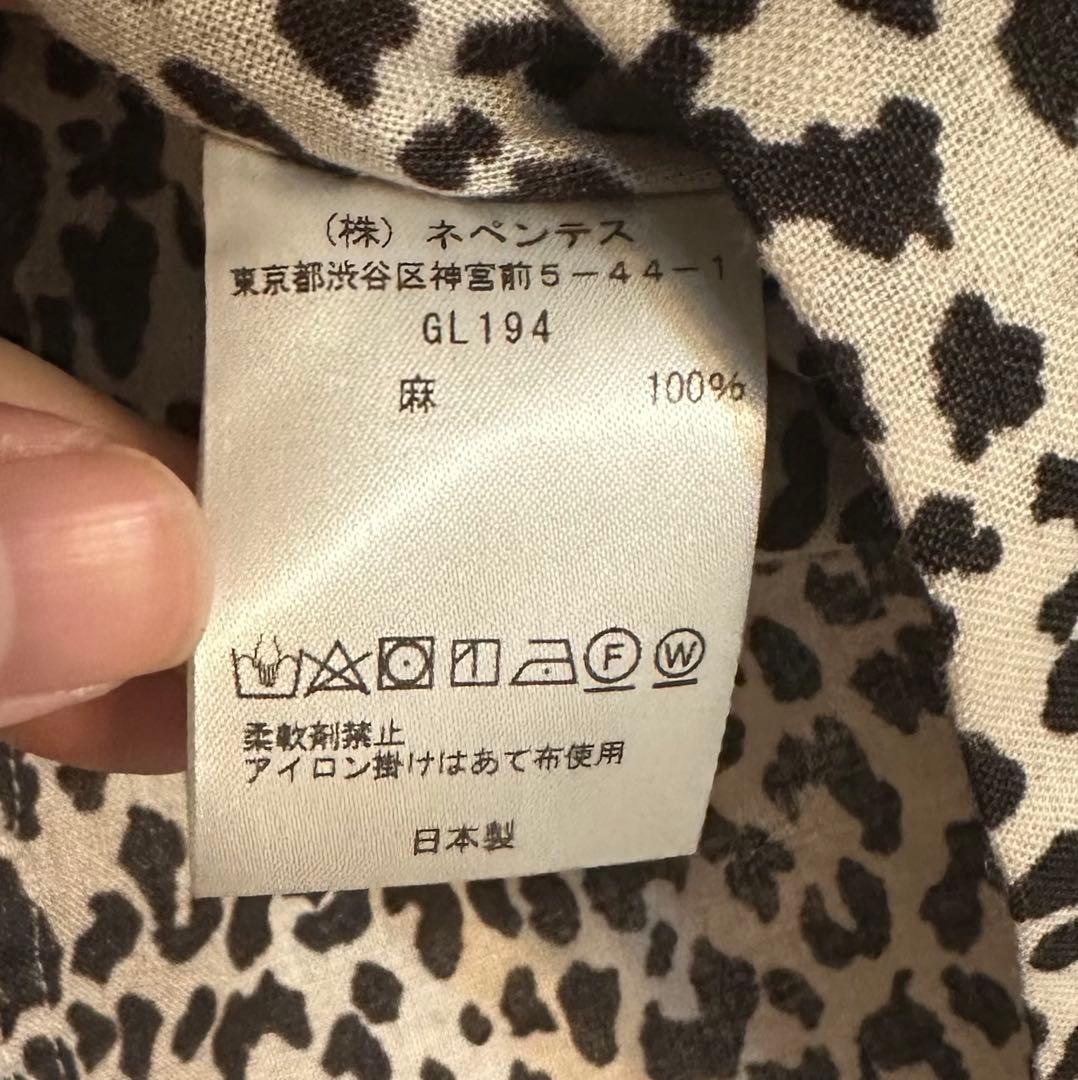 (株) ネペンテス
東京都渋谷区神宮前5-44-1
GL194
麻 100%
F W
柔軟剤禁止
アイロン掛けはあて布使用
日本製